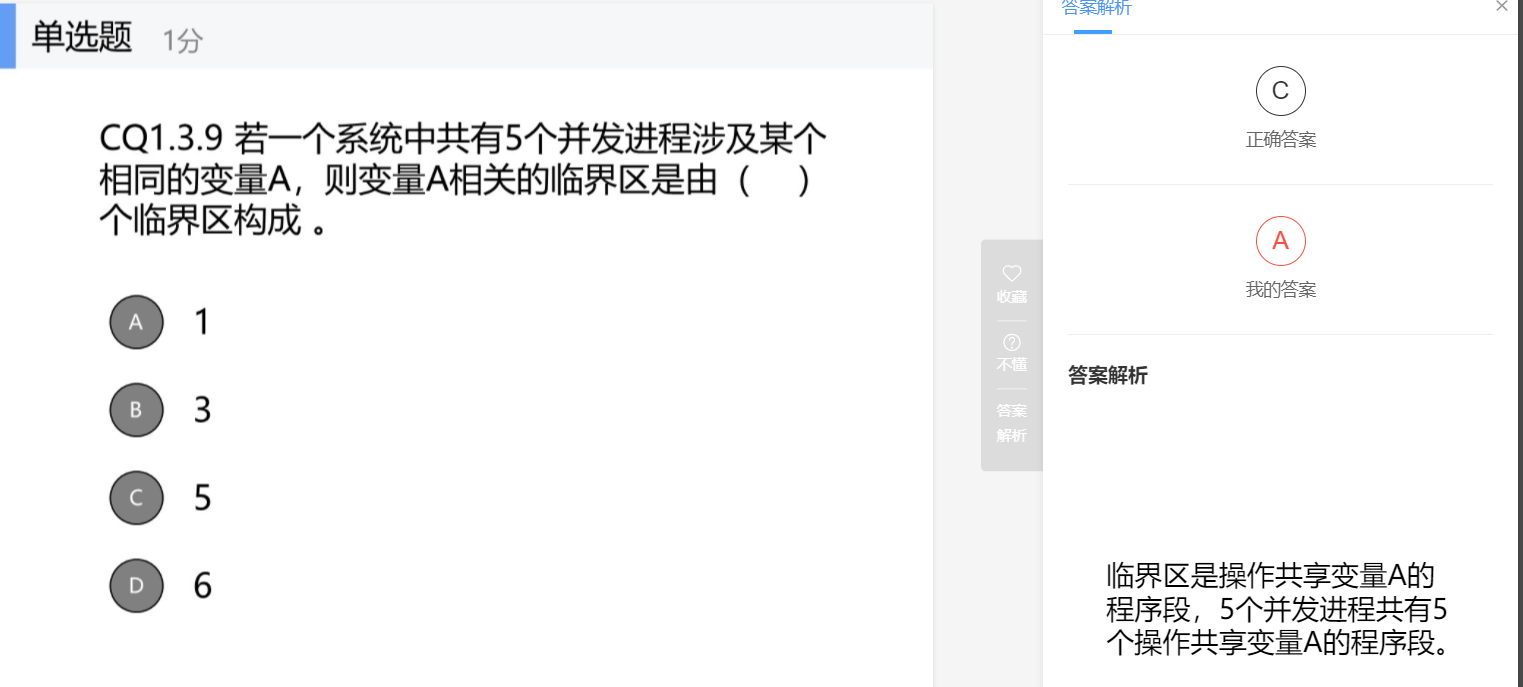 单选题 1分
CQ1.3.9 若一个系统中共有5个并发进程涉及某个
相同的变量A，则变量A相关的临界区是由（ ）
个临界区构成 。
A 1
B 3
C 5
D 6
收藏
?
不懂
答案
解析
答案解析
×
C
正确答案
A
我的答案
答案解析
临界区是操作共享变量A的
程序段，5个并发进程共有5
个操作共享变量A的程序段。